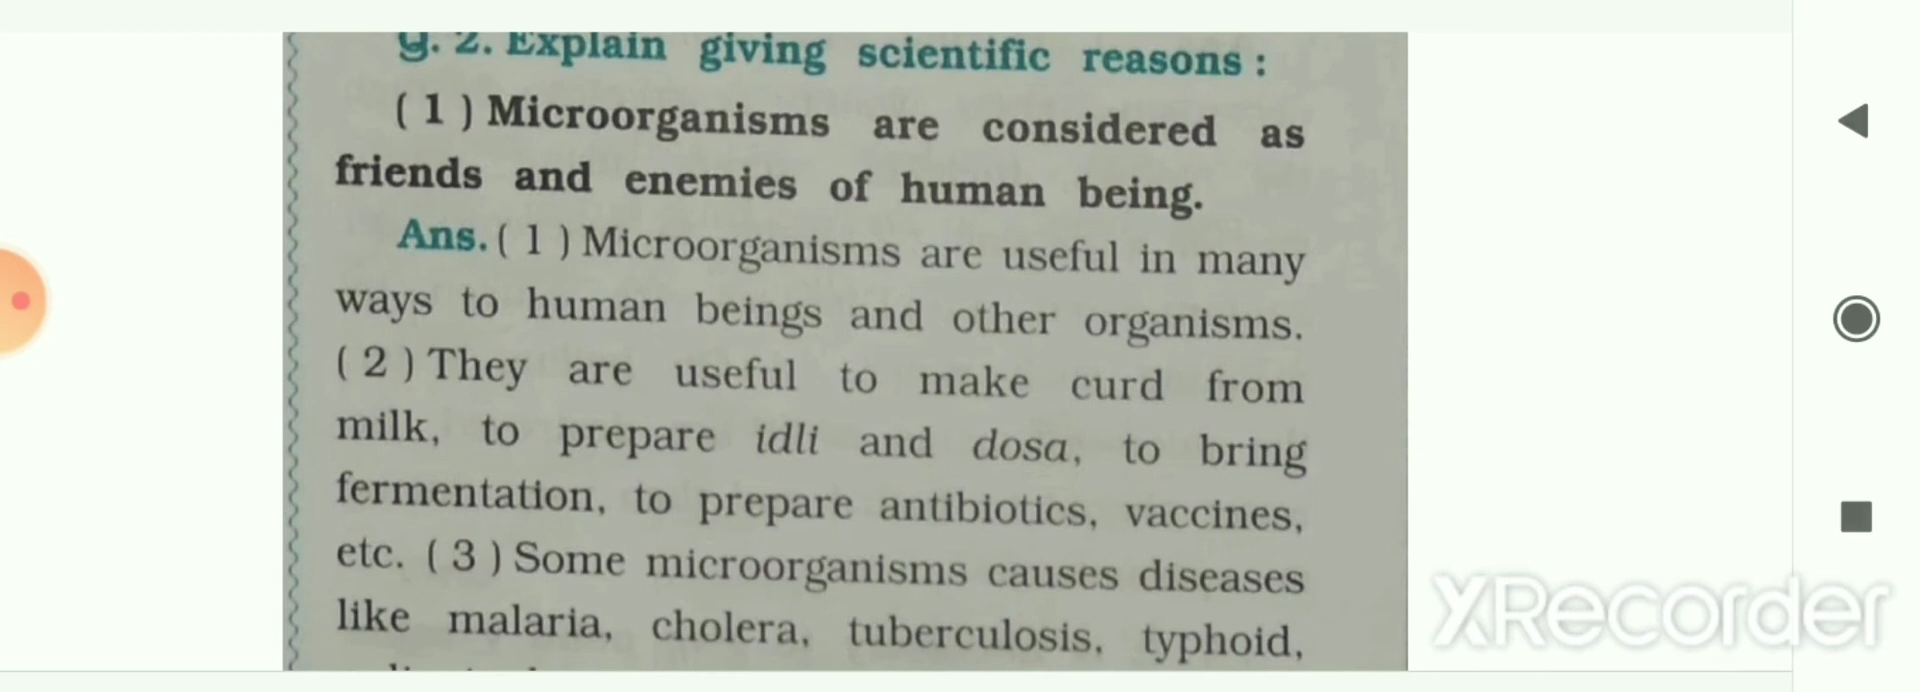 g. 2. Explain giving scientific reasons :
( 1 ) Microorganisms are considered as
friends and enemies of human being.
Ans. ( 1 ) Microorganisms are useful in many
ways to human beings and other organisms.
( 2 ) They are useful to make curd from
milk, to prepare idli and dosa, to bring
fermentation, to prepare antibiotics, vaccines,
etc. ( 3 ) Some microorganisms causes diseases
like malaria, cholera, tuberculosis, typhoid,
XRecorder